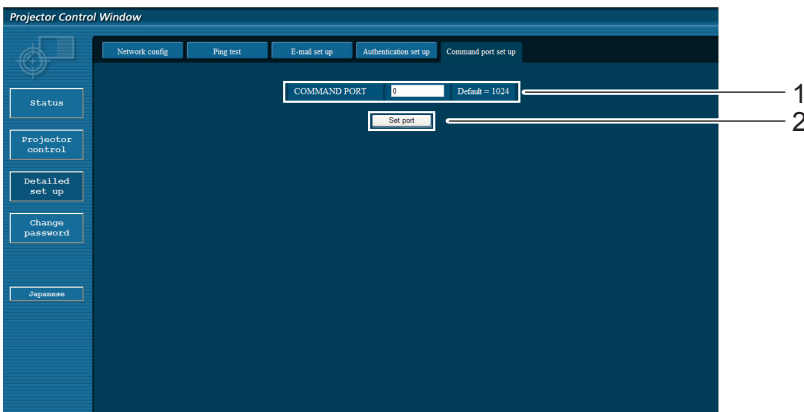 Projector Control Window
Network config
Ping test
E-mail set up
Authentication set up
Command port set up
COMMAND PORT
0
Default = 1024
1
Set port
2
Status
Projector
control
Detailed
set up
Change
password
Japanese